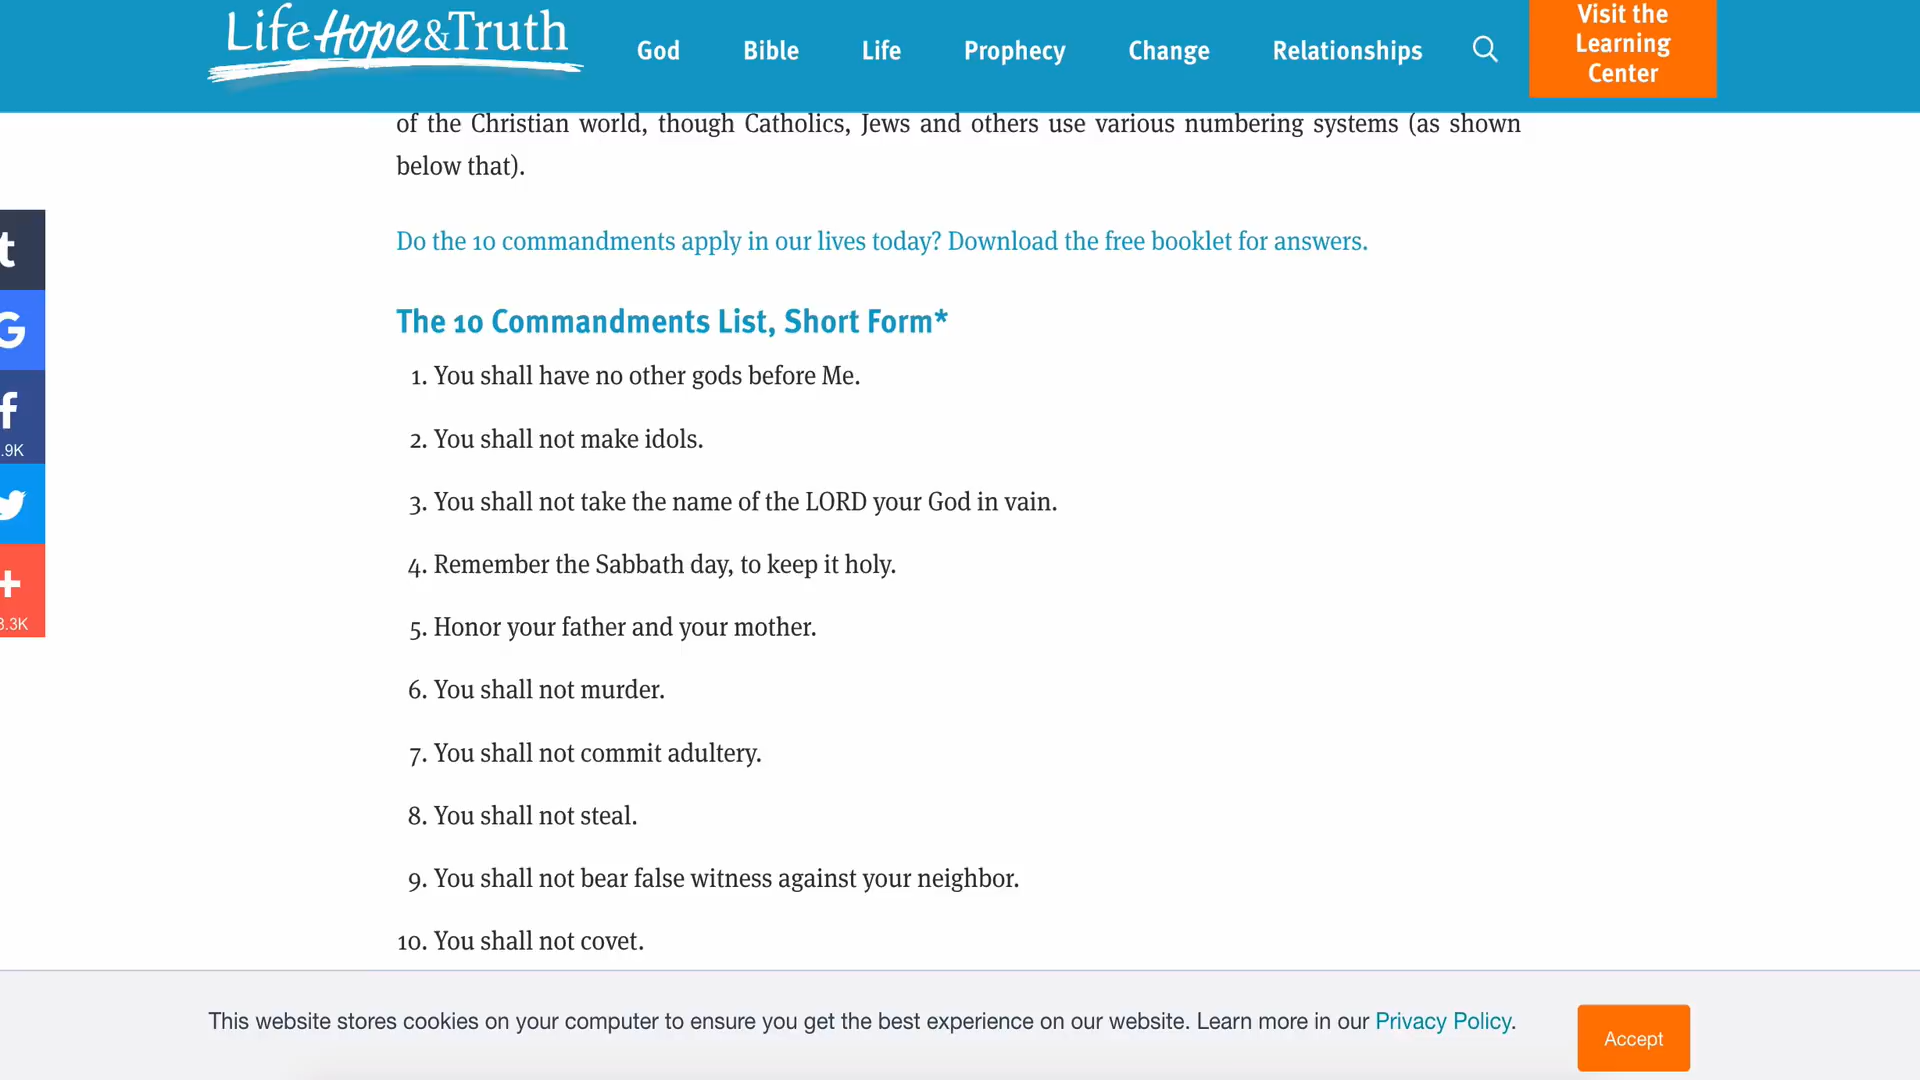 Life Hope & Truth
God Bible Life Prophecy Change Relationships
Visit the
Learning
Center
of the Christian world, though Catholics, Jews and others use various numbering systems (as shown
below that).
Do the 10 commandments apply in our lives today? Download the free booklet for answers.
The 10 Commandments List, Short Form*
1. You shall have no other gods before Me.
2. You shall not make idols.
3. You shall not take the name of the LORD your God in vain.
4. Remember the Sabbath day, to keep it holy.
5. Honor your father and your mother.
6. You shall not murder.
7. You shall not commit adultery.
8. You shall not steal.
9. You shall not bear false witness against your neighbor.
10. You shall not covet.
t
G
f
.9K
+
3.3K
This website stores cookies on your computer to ensure you get the best experience on our website. Learn more in our Privacy Policy.
Accept